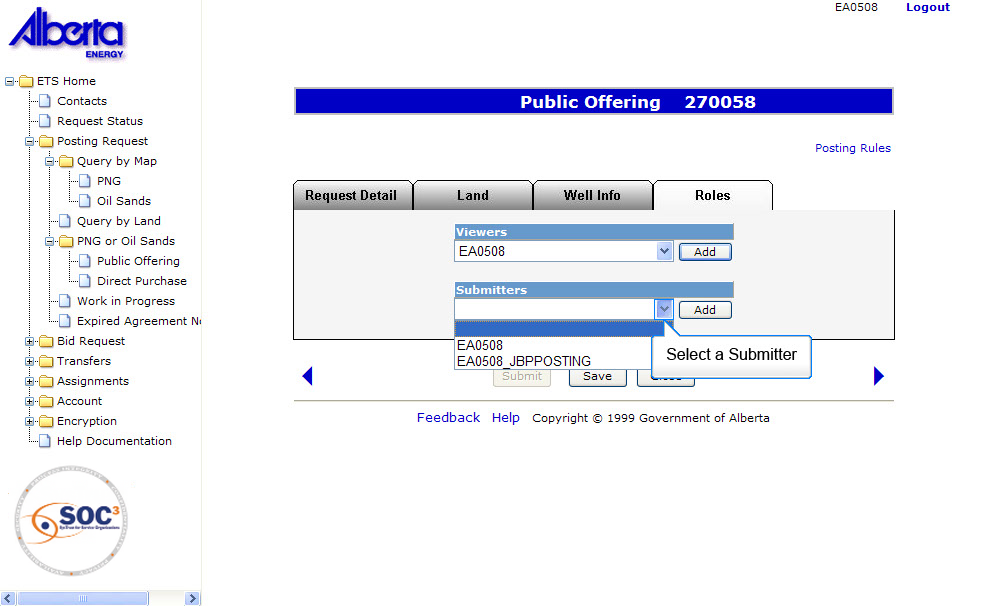 EA0508 Logout
Alberta
ENERGY
ETS Home
Contacts
Request Status
Posting Request
Query by Map
PNG
Oil Sands
Query by Land
PNG or Oil Sands
Public Offering
Direct Purchase
Work in Progress
Expired Agreement No
Bid Request
Transfers
Assignments
Account
Encryption
Help Documentation
SOC3
Public Offering 270058
Posting Rules
Request Detail Land Well Info Roles
Viewers
EA0508 Add
Submitters
Add
EA0508
EA0508_JBPPOSTING
Select a Submitter
Submit Save Close
Feedback Help Copyright © 1999 Government of Alberta